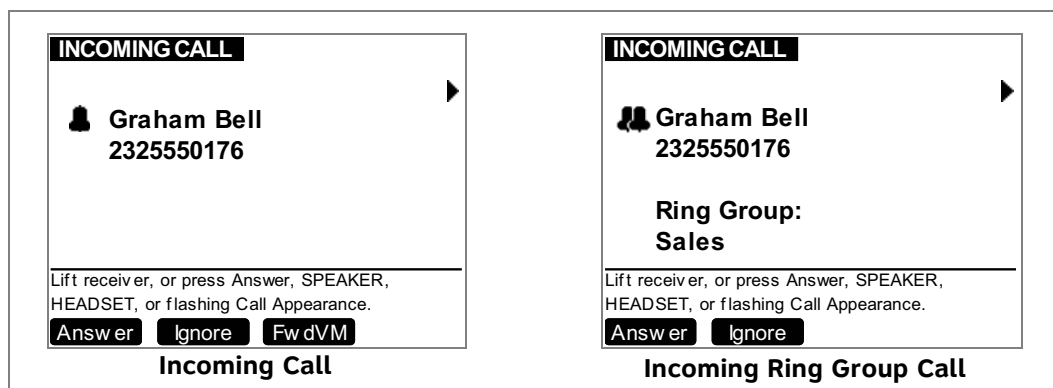 INCOMING CALL
Graham Bell
2325550176
Lift receiver, or press Answer, SPEAKER,
HEADSET, or flashing Call Appearance.
Answer Ignore FwdVM
Incoming Call
INCOMING CALL
Graham Bell
2325550176
Ring Group:
Sales
Lift receiver, or press Answer, SPEAKER,
HEADSET, or flashing Call Appearance.
Answer Ignore
Incoming Ring Group Call